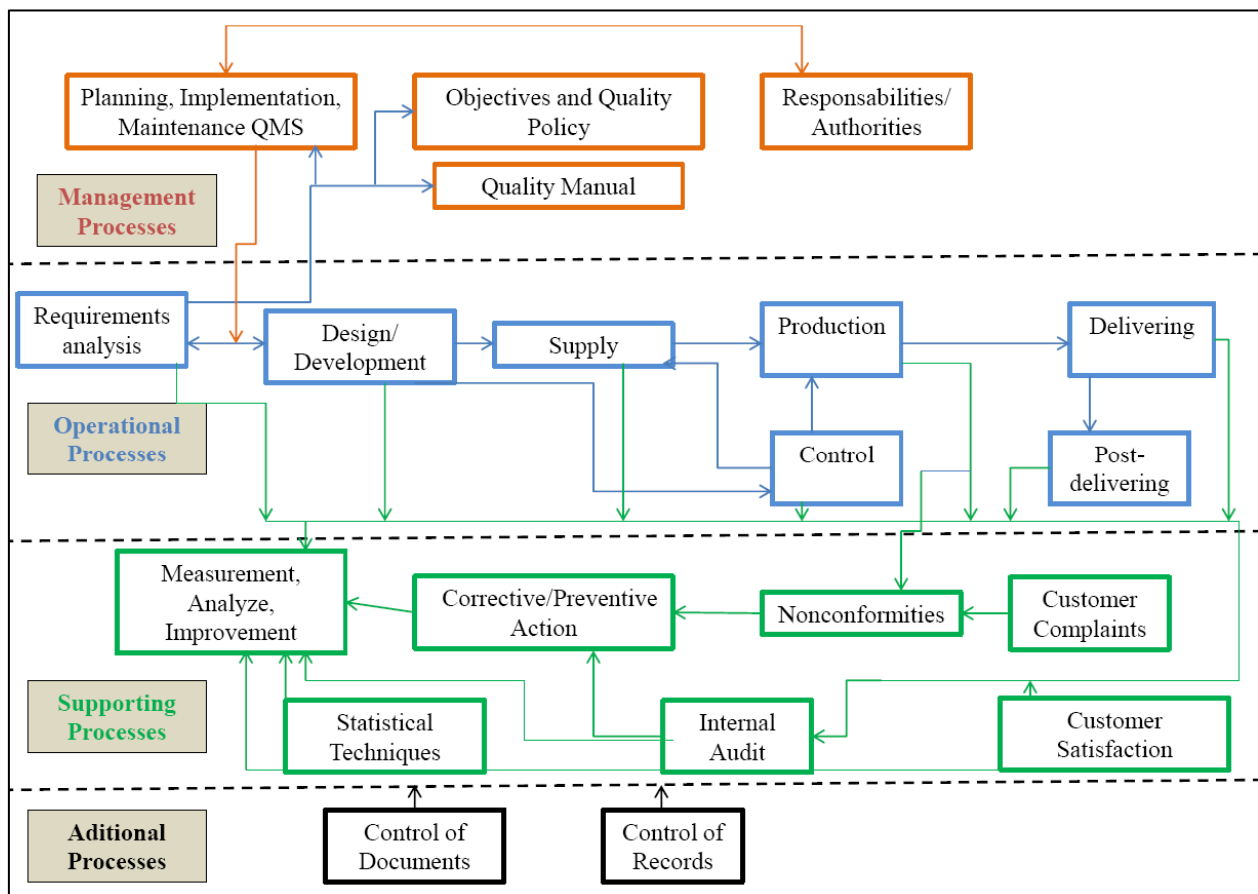 Planning, Implementation,
Maintenance QMS
Objectives and Quality
Policy
Responsabilities/
Authorities
Quality Manual
Management
Processes
Requirements
analysis
Design/
Development
Supply
Production
Delivering
Operational
Processes
Control
Post-
delivering
Measurement,
Analyze,
Improvement
Corrective/Preventive
Action
Nonconformities
Customer
Complaints
Supporting
Processes
Statistical
Techniques
Internal
Audit
Customer
Satisfaction
Aditional
Processes
Control of
Documents
Control of
Records